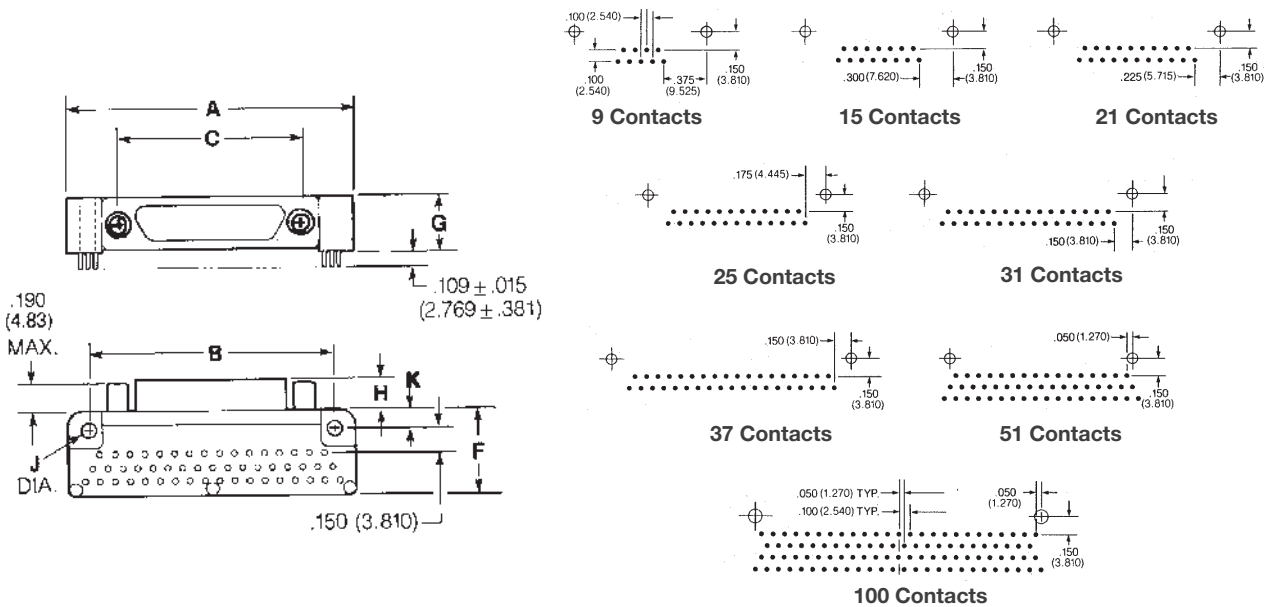 A
C
G
.109 ± .015
(2.769 ± .381)
.190
(4.83)
MAX.
B
H
K
F
J
DIA.
.150 (3.810)
.100 (2.540)
.100
(2.540)
.375
(9.525)
.150
(3.810)
9 Contacts
.300 (7.620)
.150
(3.810)
15 Contacts
.225 (5.715)
.150
(3.810)
21 Contacts
.175 (4.445)
.150
(3.810)
25 Contacts
.150 (3.810)
.150
(3.810)
31 Contacts
.150 (3.810)
.150
(3.810)
37 Contacts
.050 (1.270)
.150
(3.810)
51 Contacts
.050 (1.270) TYP.
.100 (2.540) TYP.
.050
(1.270)
.150
(3.810)
100 Contacts